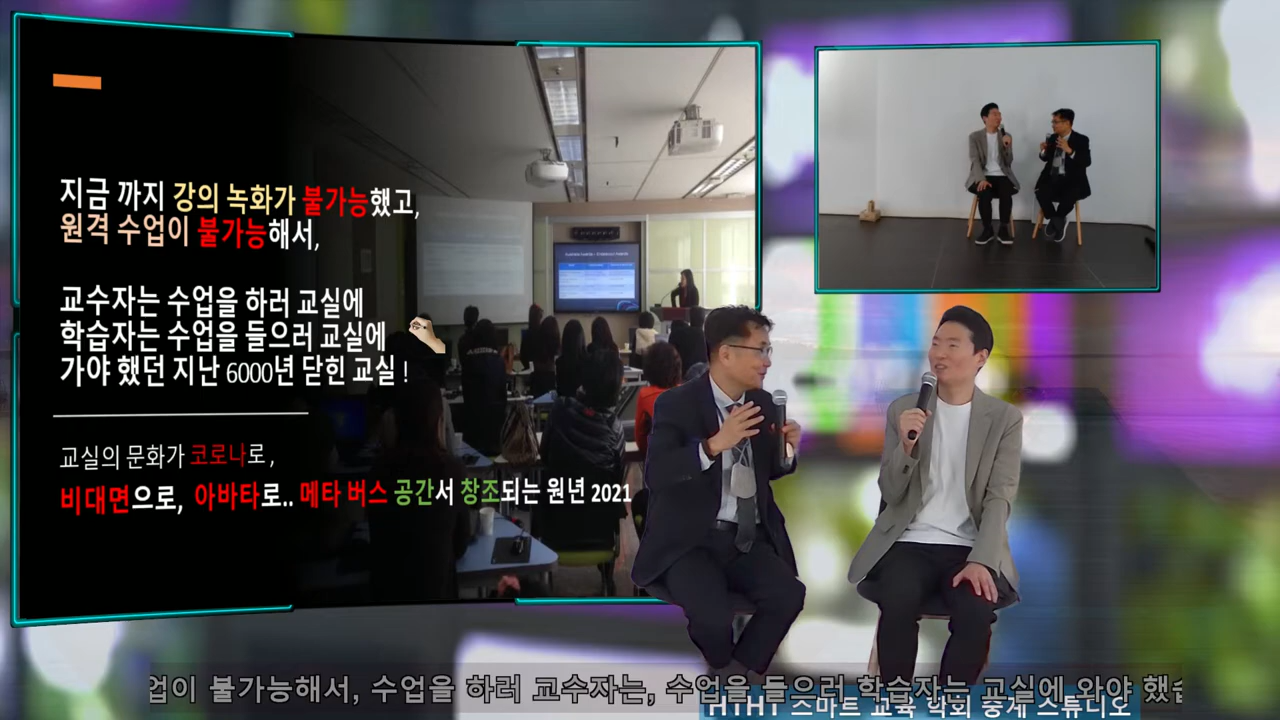 지금 까지 강의 녹화가 불가능했고,
원격 수업이 불가능해서,
교수자는 수업을 하러 교실에
학습자는 수업을 들으러 교실에
가야 했던 지난 6000년 닫힌 교실 !
교실의 문화가 코로나로,
비대면으로, 아바타로.. 메타 버스 공간서 창조되는 원년 2021
업이 불가능해서, 수업을 하러 교수자는, 수업을 들으러 학습자는 교실에 와야 했습
HTHT 스마트 교육 학회 중계 스튜디오